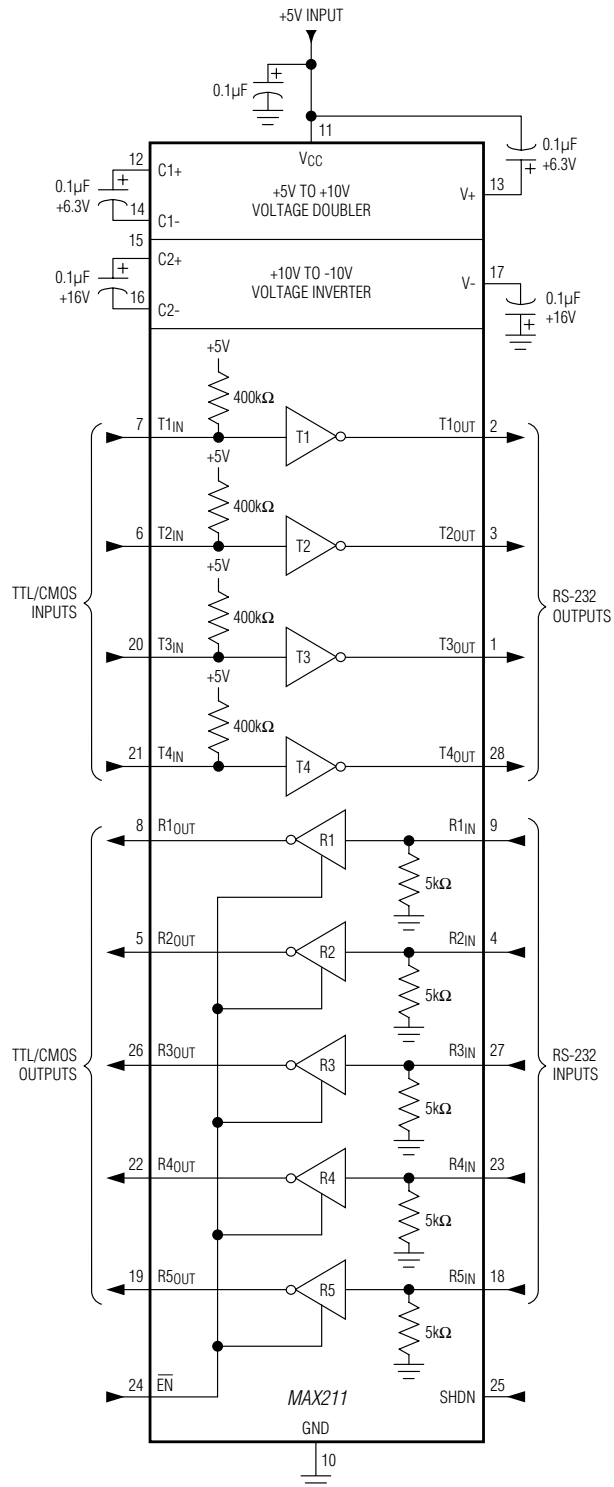 +5V INPUT
0.1µF
+
11
VCC
12
C1+
0.1µF
+6.3V
+
14
C1-
+5V TO +10V
VOLTAGE DOUBLER
V+
13
0.1µF
+6.3V
+
15
C2+
0.1µF
+16V
+
16
C2-
+10V TO -10V
VOLTAGE INVERTER
V-
17
0.1µF
+16V
+
+5V
400kΩ
7
T1IN
T1
T1OUT
2
+5V
400kΩ
6
T2IN
T2
T2OUT
3
TTL/CMOS
INPUTS
RS-232
OUTPUTS
+5V
400kΩ
20
T3IN
T3
T3OUT
1
+5V
400kΩ
21
T4IN
T4
T4OUT
28
8
R1OUT
R1
R1IN
9
5kΩ
5
R2OUT
R2
R2IN
4
5kΩ
TTL/CMOS
OUTPUTS
RS-232
INPUTS
26
R3OUT
R3
R3IN
27
5kΩ
22
R4OUT
R4
R4IN
23
5kΩ
19
R5OUT
R5
R5IN
18
5kΩ
24
EN
MAX211
SHDN
25
GND
10